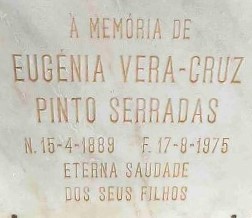 À MEMÓRIA DE
EUGÉNIA VERA-CRUZ
PINTO SERRADAS
N. 15-4-1889 F. 17-8-1975
ETERNA SAUDADE
DOS SEUS FILHOS